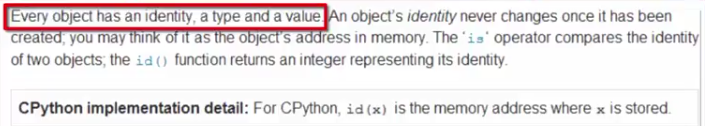 Every object has an identity, a type and a value. An object's identity never changes once it has been
created; you may think of it as the object's address in memory. The 'is' operator compares the identity
of two objects; the id() function returns an integer representing its identity.
CPython implementation detail: For CPython, id(x) is the memory address where x is stored.